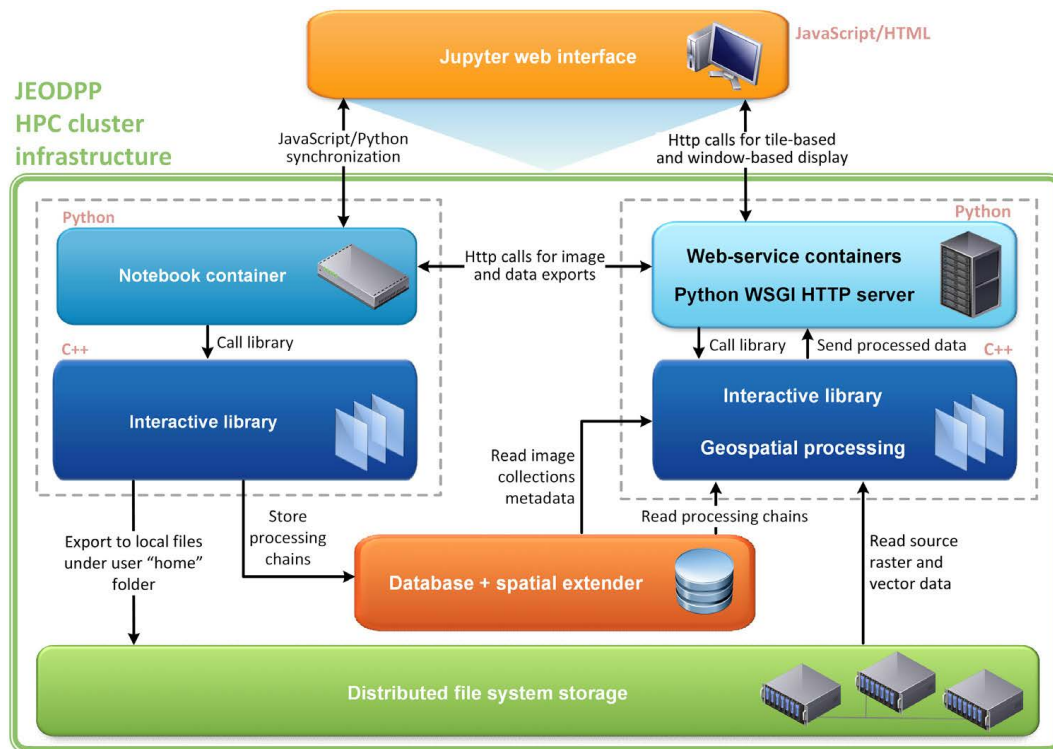 JavaScript/HTML
Jupyter web interface
JEODPP
HPC cluster
infrastructure
JavaScript/Python
synchronization
Http calls for tile-based
and window-based display
Python
Notebook container
Http calls for image
and data exports
Python
Web-service containers
Python WSGI HTTP server
Call library
C++
Interactive library
Call library
Send processed data
C++
Interactive library
Geospatial processing
Export to local files
under user “home”
folder
Store
processing
chains
Read image
collections
metadata
Read processing chains
Read source
raster and
vector data
Database + spatial extender
Distributed file system storage